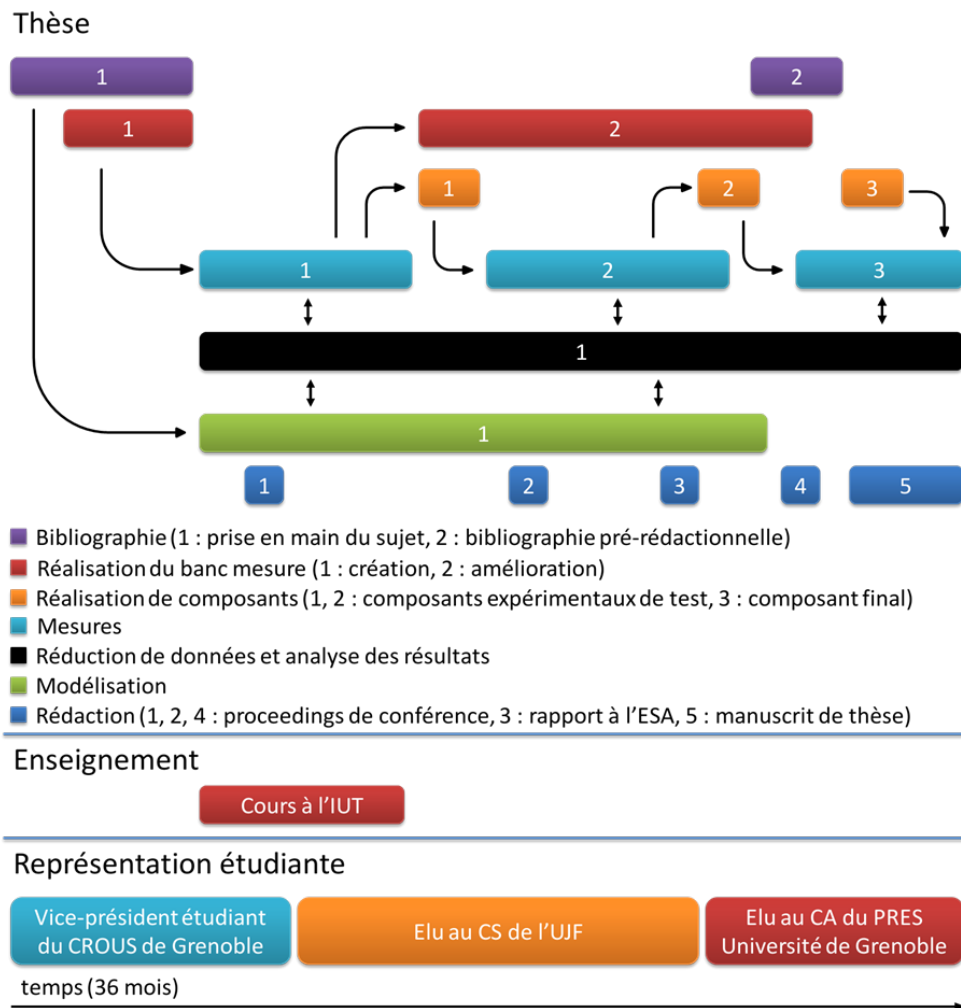 Thèse
1
2
1
2
1
2
3
1
2
3
1
1
1
2
3
4
5
Bibliographie (1 : prise en main du sujet, 2 : bibliographie pré-rédactionnelle)
Réalisation du banc mesure (1 : création, 2 : amélioration)
Réalisation de composants (1, 2 : composants expérimentaux de test, 3 : composant final)
Mesures
Réduction de données et analyse des résultats
Modélisation
Rédaction (1, 2, 4 : proceedings de conférence, 3 : rapport à l'ESA, 5 : manuscrit de thèse)
Enseignement
Cours à l'IUT
Représentation étudiante
Vice-président étudiant
du CROUS de Grenoble
Elu au CS de l'UJF
Elu au CA du PRES
Université de Grenoble
temps (36 mois)